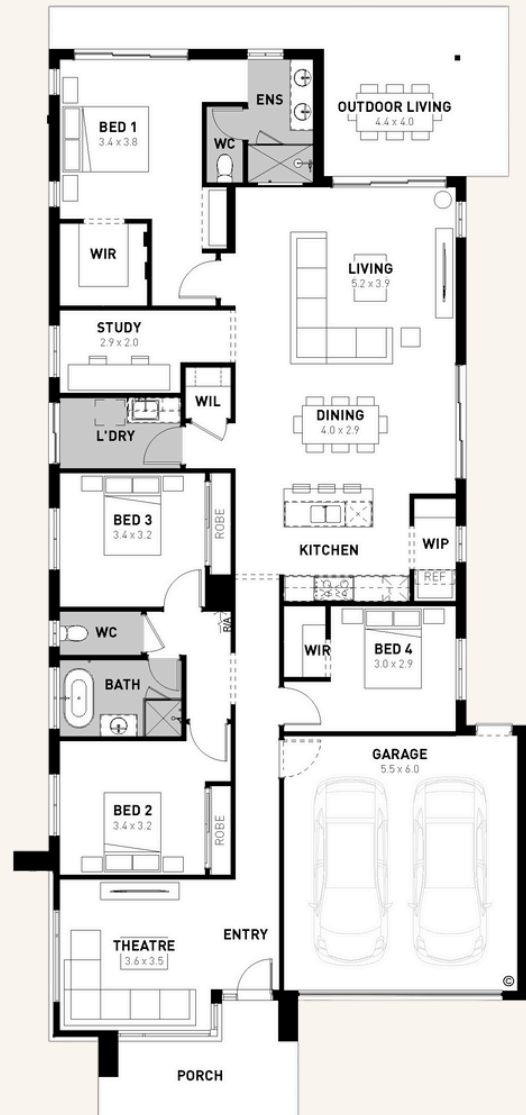 ENS
OUTDOOR LIVING
4.4 x 4.0
BED 1
3.4 x 3.8
WC
WIR
LIVING
5.2 x 3.9
STUDY
2.9 x 2.0
WIL
L'DRY
DINING
4.0 x 2.9
BED 3
3.4 x 3.2
ROBE
KITCHEN
WIP
REF
WC
R/A
WIR
BED 4
3.0 x 2.9
BATH
GARAGE
5.5 x 6.0
BED 2
3.4 x 3.2
ROBE
THEATRE
3.6 x 3.5
ENTRY
©
PORCH